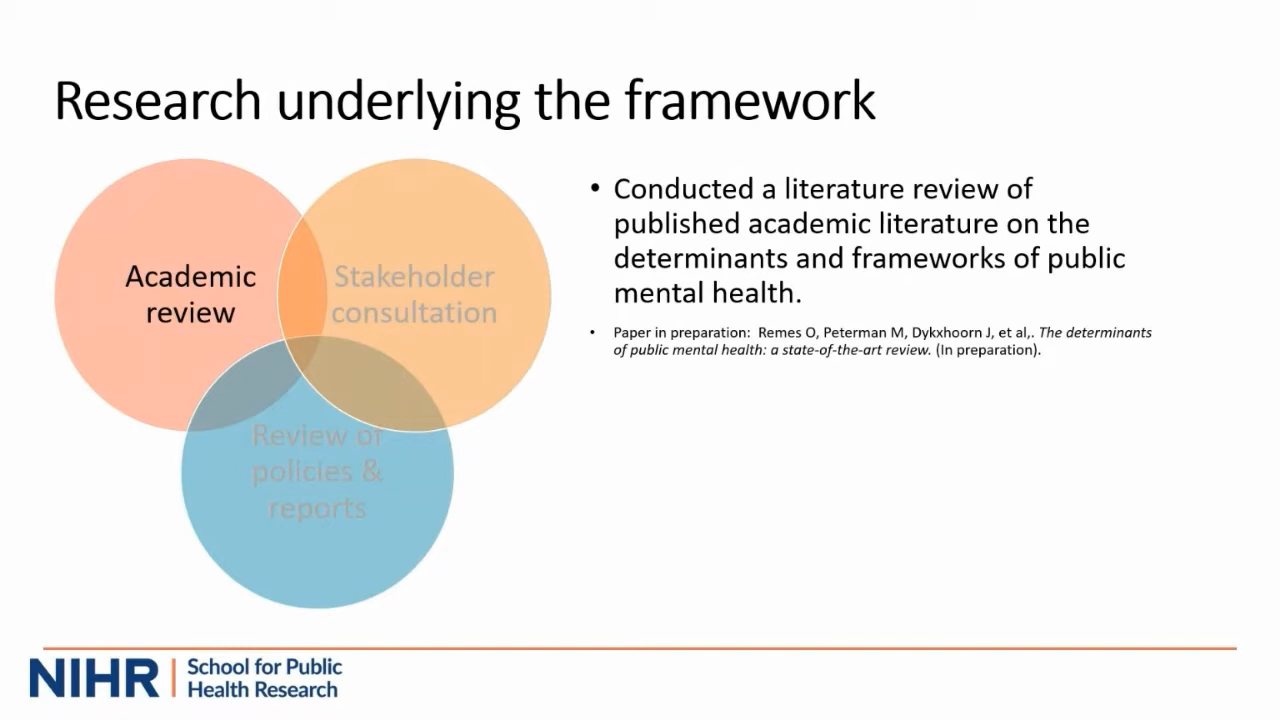 Research underlying the framework
Academic
review
Stakeholder
consultation
Review of
policies &
reports
• Conducted a literature review of
published academic literature on the
determinants and frameworks of public
mental health.
• Paper in preparation: Remes O, Peterman M, Dykxhoorn J, et al,. The determinants
of public mental health: a state-of-the-art review. (In preparation).
NIHR | School for Public
Health Research